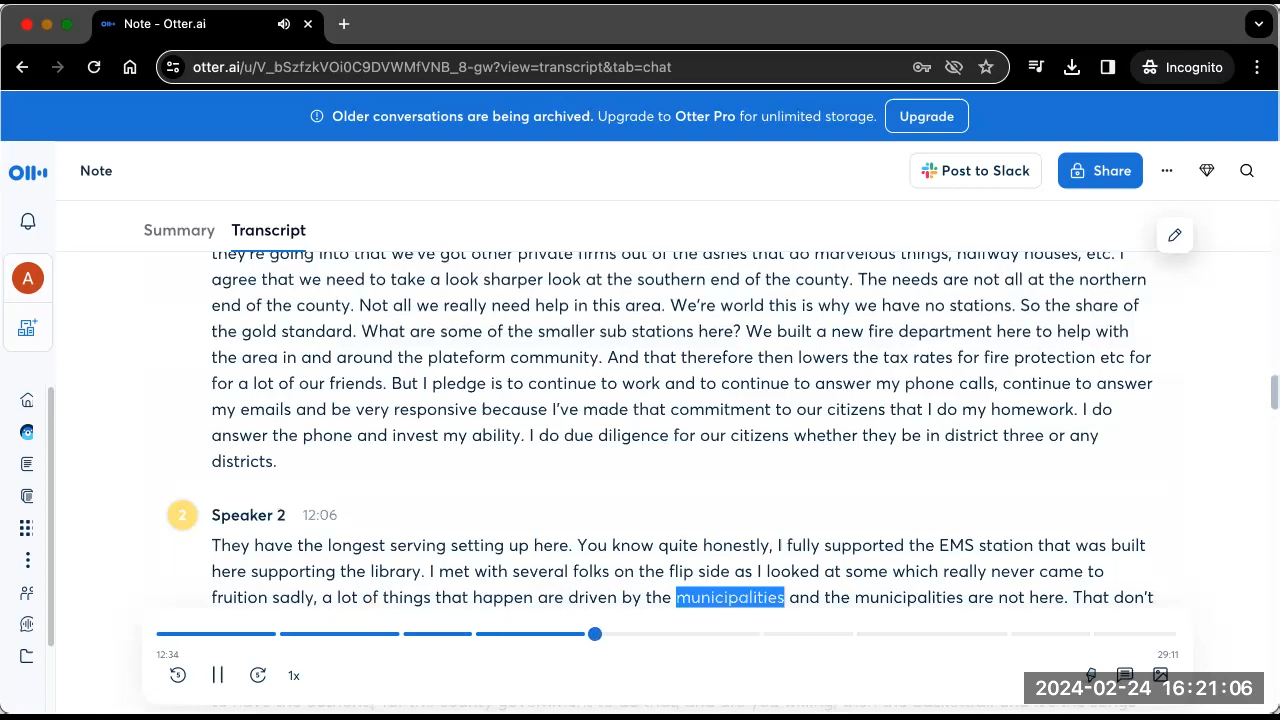 Note - Otter.ai
otter.ai/u/V_bSzfzkVOi0C9DVWMfVNB_8-gw?view=transcript&tab=chat
Incognito
Older conversations are being archived. Upgrade to Otter Pro for unlimited storage.
Upgrade
Note
Post to Slack
Share
A
Summary
Transcript
they're going into that we've got other private firms out of the ashes that do marvelous things, halfway houses, etc. I
agree that we need to take a look sharper look at the southern end of the county. The needs are not all at the northern
end of the county. Not all we really need help in this area. We're world this is why we have no stations. So the share of
the gold standard. What are some of the smaller sub stations here? We built a new fire department here to help with
the area in and around the plateform community. And that therefore then lowers the tax rates for fire protection etc for
for a lot of our friends. But I pledge is to continue to work and to continue to answer my phone calls, continue to answer
my emails and be very responsive because I've made that commitment to our citizens that I do my homework. I do
answer the phone and invest my ability. I do due diligence for our citizens whether they be in district three or any
districts.
2
Speaker 2 12:06
They have the longest serving setting up here. You know quite honestly, I fully supported the EMS station that was built
here supporting the library. I met with several folks on the flip side as I looked at some which really never came to
fruition sadly, a lot of things that happen are driven by the municipalities and the municipalities are not here. That don't
12:34
29:11
5
5
1x
2024-02-24 16:21:06